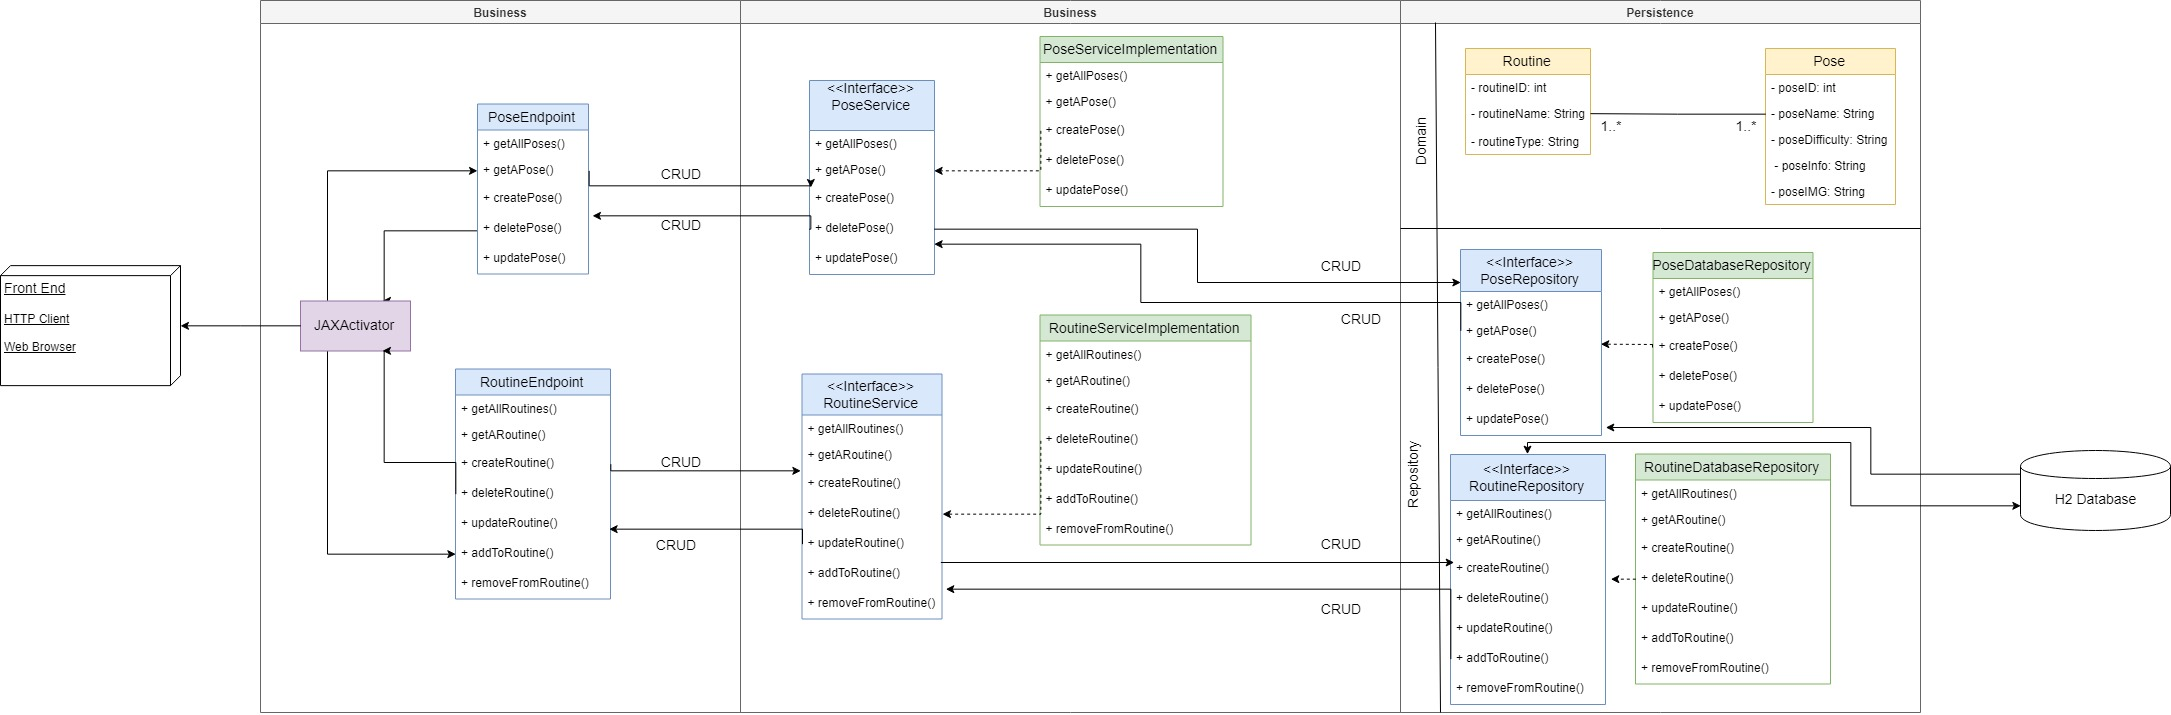 Business
Business
Persistence
Front End
HTTP Client
Web Browser
JAXActivator
PoseEndpoint
+ getAllPoses()
+ getAPose()
+ createPose()
+ deletePose()
+ updatePose()
RoutineEndpoint
+ getAllRoutines()
+ getARoutine()
+ createRoutine()
+ deleteRoutine()
+ updateRoutine()
+ addToRoutine()
+ removeFromRoutine()
CRUD
CRUD
CRUD
CRUD
<<Interface>>
PoseService
+ getAllPoses()
+ getAPose()
+ createPose()
+ deletePose()
+ updatePose()
PoseServiceImplementation
+ getAllPoses()
+ getAPose()
+ createPose()
+ deletePose()
+ updatePose()
<<Interface>>
RoutineService
+ getAllRoutines()
+ getARoutine()
+ createRoutine()
+ deleteRoutine()
+ updateRoutine()
+ addToRoutine()
+ removeFromRoutine()
RoutineServiceImplementation
+ getAllRoutines()
+ getARoutine()
+ createRoutine()
+ deleteRoutine()
+ updateRoutine()
+ addToRoutine()
+ removeFromRoutine()
CRUD
CRUD
CRUD
CRUD
Domain
Routine
- routineID: int
- routineName: String
- routineType: String
1..*
1..*
Pose
- poseID: int
- poseName: String
- poseDifficulty: String
- poseInfo: String
- poseIMG: String
Repository
<<Interface>>
PoseRepository
+ getAllPoses()
+ getAPose()
+ createPose()
+ deletePose()
+ updatePose()
PoseDatabaseRepository
+ getAllPoses()
+ getAPose()
+ createPose()
+ deletePose()
+ updatePose()
<<Interface>>
RoutineRepository
+ getAllRoutines()
+ getARoutine()
+ createRoutine()
+ deleteRoutine()
+ updateRoutine()
+ addToRoutine()
+ removeFromRoutine()
RoutineDatabaseRepository
+ getAllRoutines()
+ getARoutine()
+ createRoutine()
+ deleteRoutine()
+ updateRoutine()
+ addToRoutine()
+ removeFromRoutine()
H2 Database